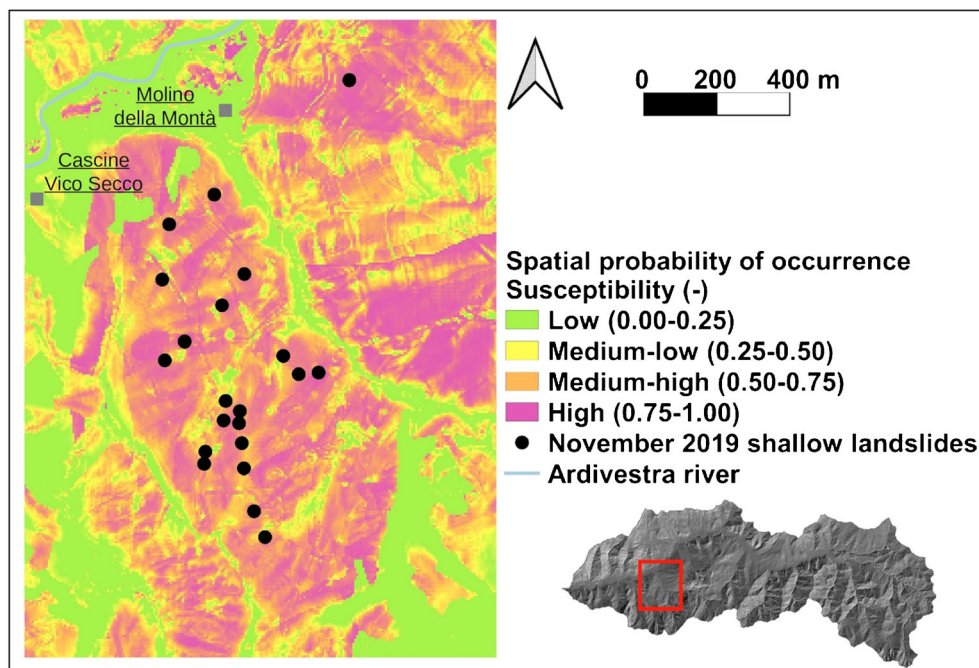 Molino
della Montà
Cascine
Vico Secco
0 200 400 m
Spatial probability of occurrence
Susceptibility (-)
Low (0.00-0.25)
Medium-low (0.25-0.50)
Medium-high (0.50-0.75)
High (0.75-1.00)
November 2019 shallow landslides
Ardivestra river